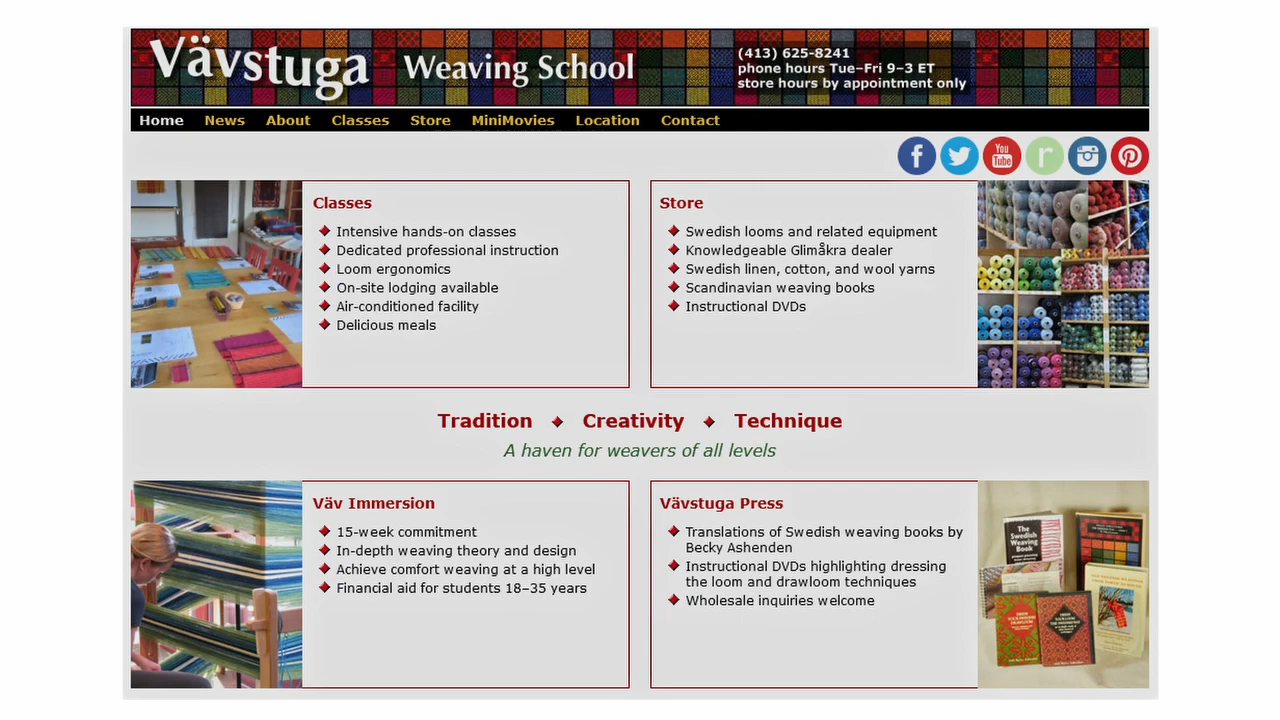 Vävstuga Weaving School
(413) 625-8241
phone hours Tue–Fri 9–3 ET
store hours by appointment only
Home News About Classes Store MiniMovies Location Contact
f You Tube r
Classes
Intensive hands-on classes
Dedicated professional instruction
Loom ergonomics
On-site lodging available
Air-conditioned facility
Delicious meals
Store
Swedish looms and related equipment
Knowledgeable Glimåkra dealer
Swedish linen, cotton, and wool yarns
Scandinavian weaving books
Instructional DVDs
Tradition Creativity Technique
A haven for weavers of all levels
Väv Immersion
15-week commitment
In-depth weaving theory and design
Achieve comfort weaving at a high level
Financial aid for students 18–35 years
Vävstuga Press
Translations of Swedish weaving books by
Becky Ashenden
Instructional DVDs highlighting dressing
the loom and drawloom techniques
Wholesale inquiries welcome
The
Swedish
Weaving
Book